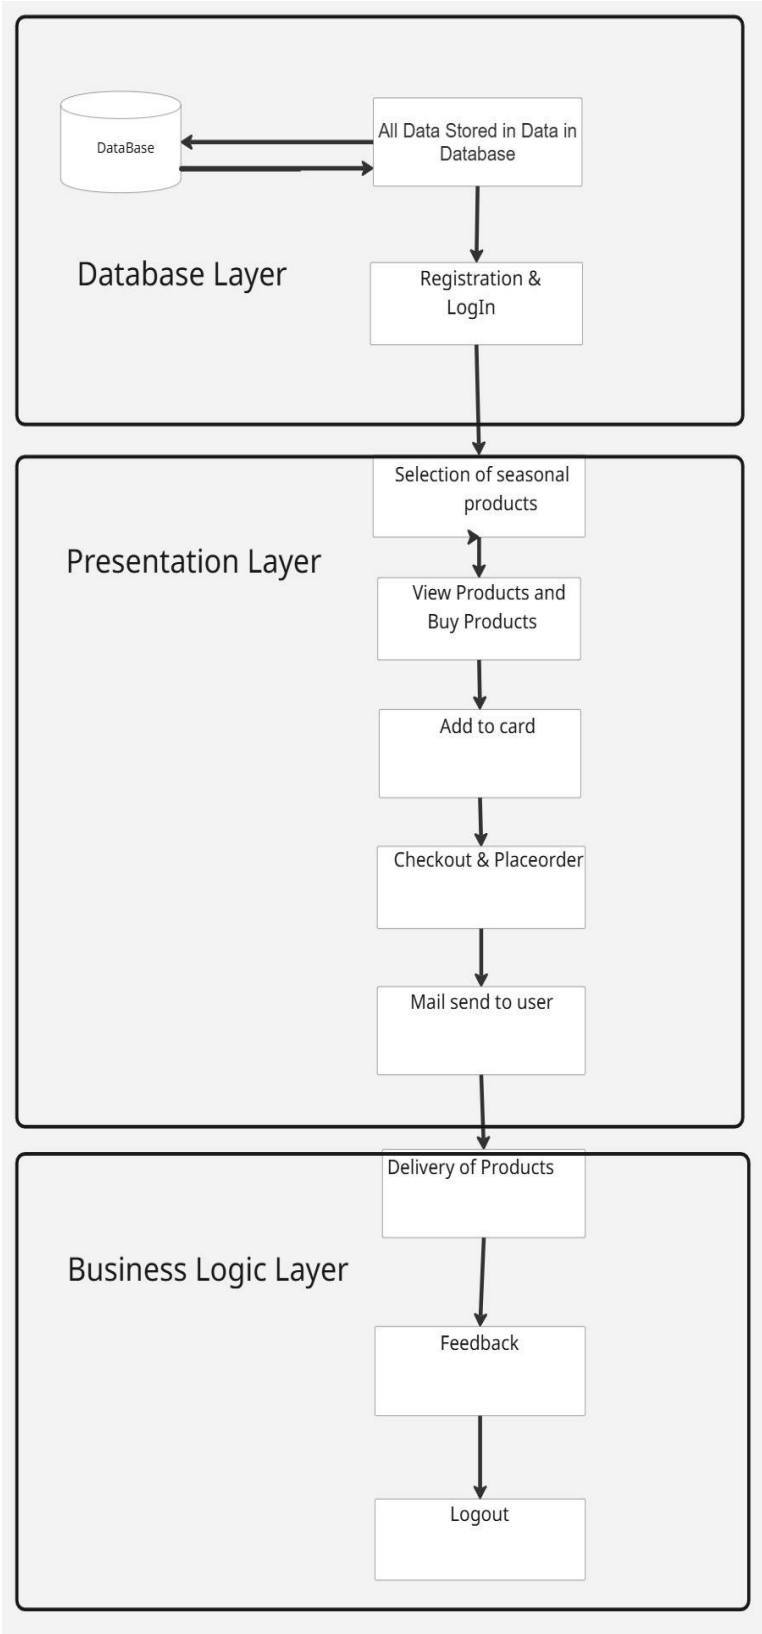 All Data Stored in Data in
Database
DataBase
Database Layer
Registration &
LogIn
Selection of seasonal
products
Presentation Layer
View Products and
Buy Products
Add to card
Checkout & Placeorder
Mail send to user
Delivery of Products
Business Logic Layer
Feedback
Logout